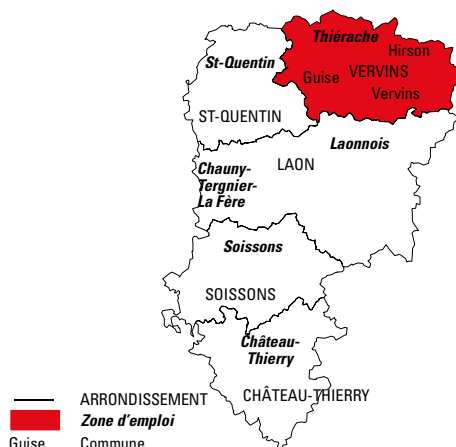 Thiérache
Hirson
St-Quentin
Guise
VERVINS
Vervins
ST-QUENTIN
Laonnois
LAON
Chauny-
Tergnier-
La Fère
Soissons
SOISSONS
Château-
Thierry
CHÂTEAU-THIERRY
ARRONDISSEMENT
Zone d'emploi
Guise Commune